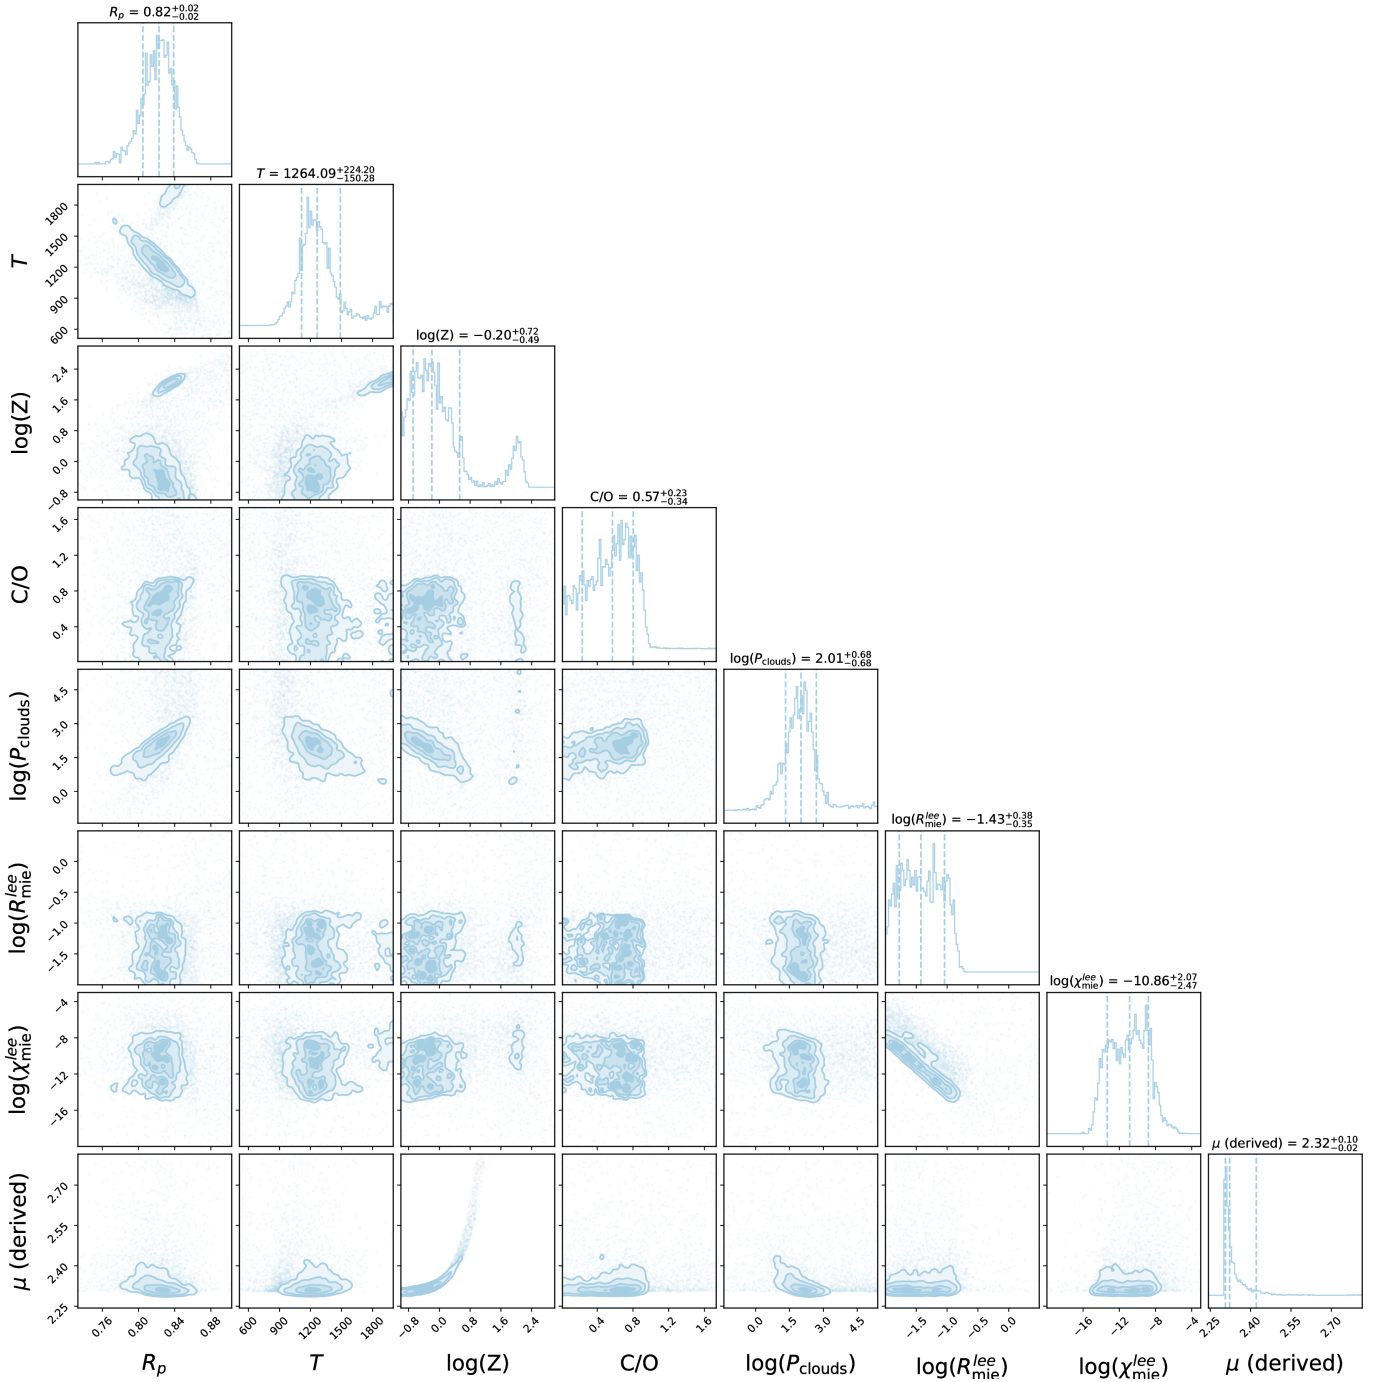 R_p = 0.82^{+0.02}_{-0.02}
T = 1264.09^{+224.20}_{-150.28}
1800
1500
1200
900
600
T
log(Z) = −0.20^{+0.72}_{-0.49}
2.4
1.6
0.8
0.0
−0.8
log(Z)
C/O = 0.57^{+0.23}_{-0.34}
1.6
1.2
0.8
0.4
C/O
log(P_clouds) = 2.01^{+0.68}_{-0.68}
4.5
3.0
1.5
0.0
log(P_clouds)
log(R^{lee}_{mie}) = −1.43^{+0.38}_{-0.35}
0.0
−0.5
−1.0
−1.5
log(R^{lee}_{mie})
log(χ^{lee}_{mie}) = −10.86^{+2.07}_{-2.47}
−4
−8
−12
−16
log(χ^{lee}_{mie})
μ (derived) = 2.32^{+0.10}_{-0.02}
2.70
2.55
2.40
2.25
μ (derived)
0.76 0.80 0.84 0.88 600 900 1200 1500 1800 −0.8 0.0 0.8 1.6 2.4 0.4 0.8 1.2 1.6 0.0 1.5 3.0 4.5 −1.5 −1.0 −0.5 0.0 −16 −12 −8 −4 2.25 2.40 2.55 2.70
R_p T log(Z) C/O log(P_clouds) log(R^{lee}_{mie}) log(χ^{lee}_{mie}) μ (derived)